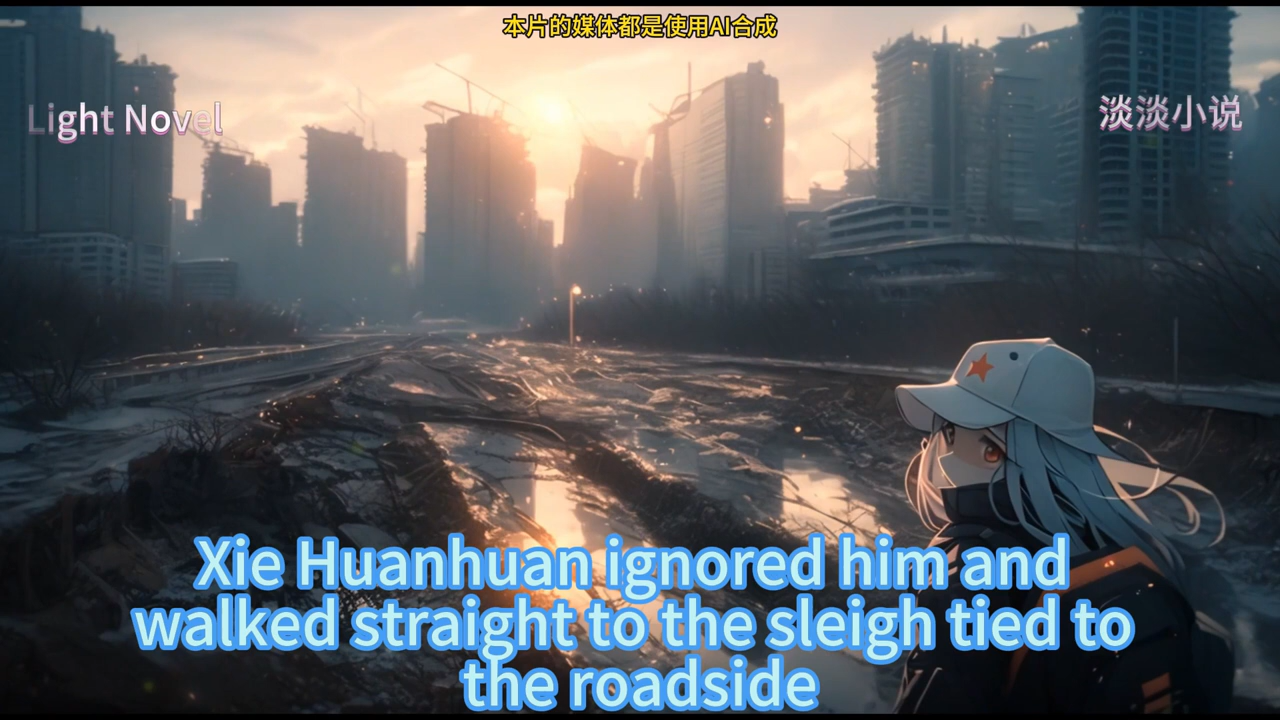 本片的媒体都是使用AI合成
Light Novel
淡淡小说
Xie Huanhuan ignored him and
walked straight to the sleigh tied to
the roadside